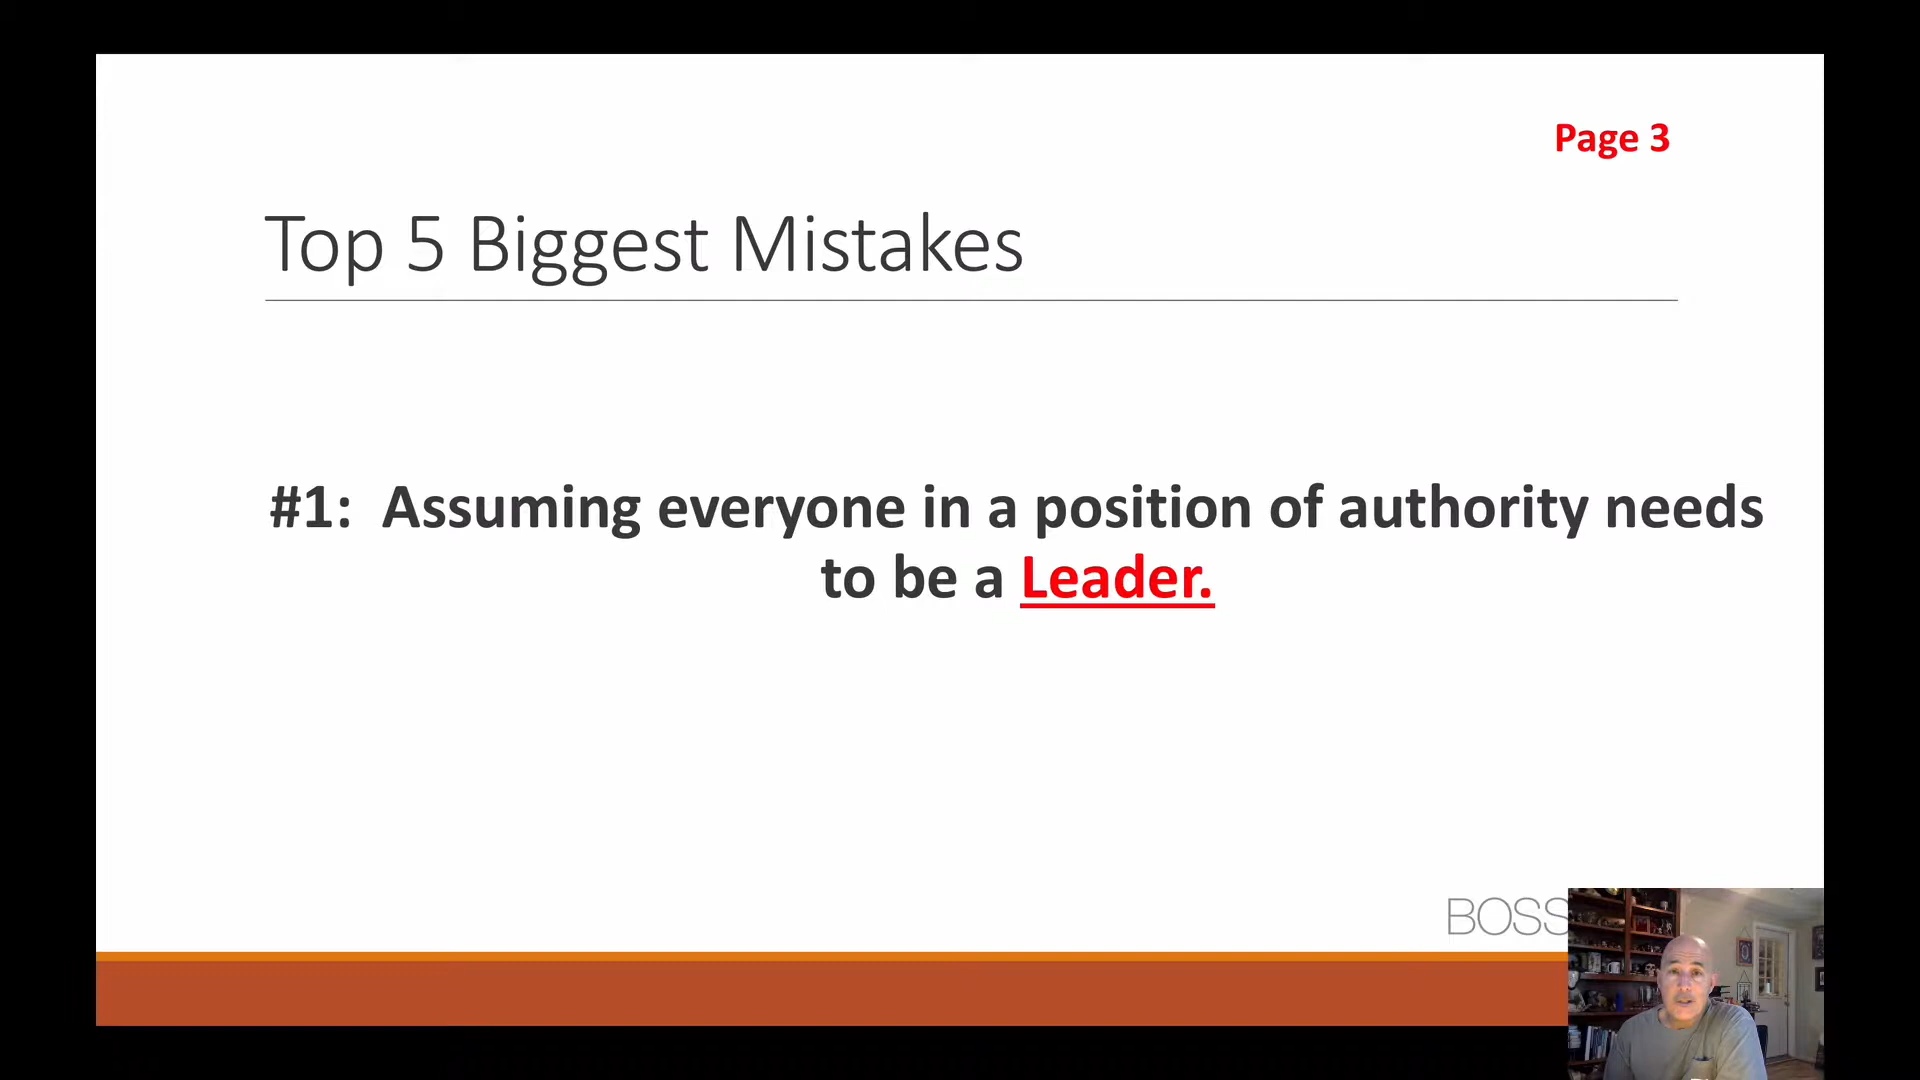 Page 3
Top 5 Biggest Mistakes
#1: Assuming everyone in a position of authority needs
to be a Leader.
BOSS